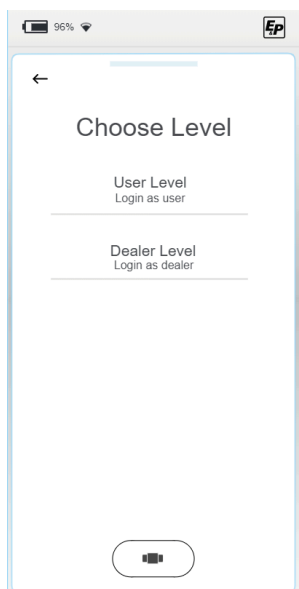 96%
E&P
Choose Level
User Level
Login as user
Dealer Level
Login as dealer